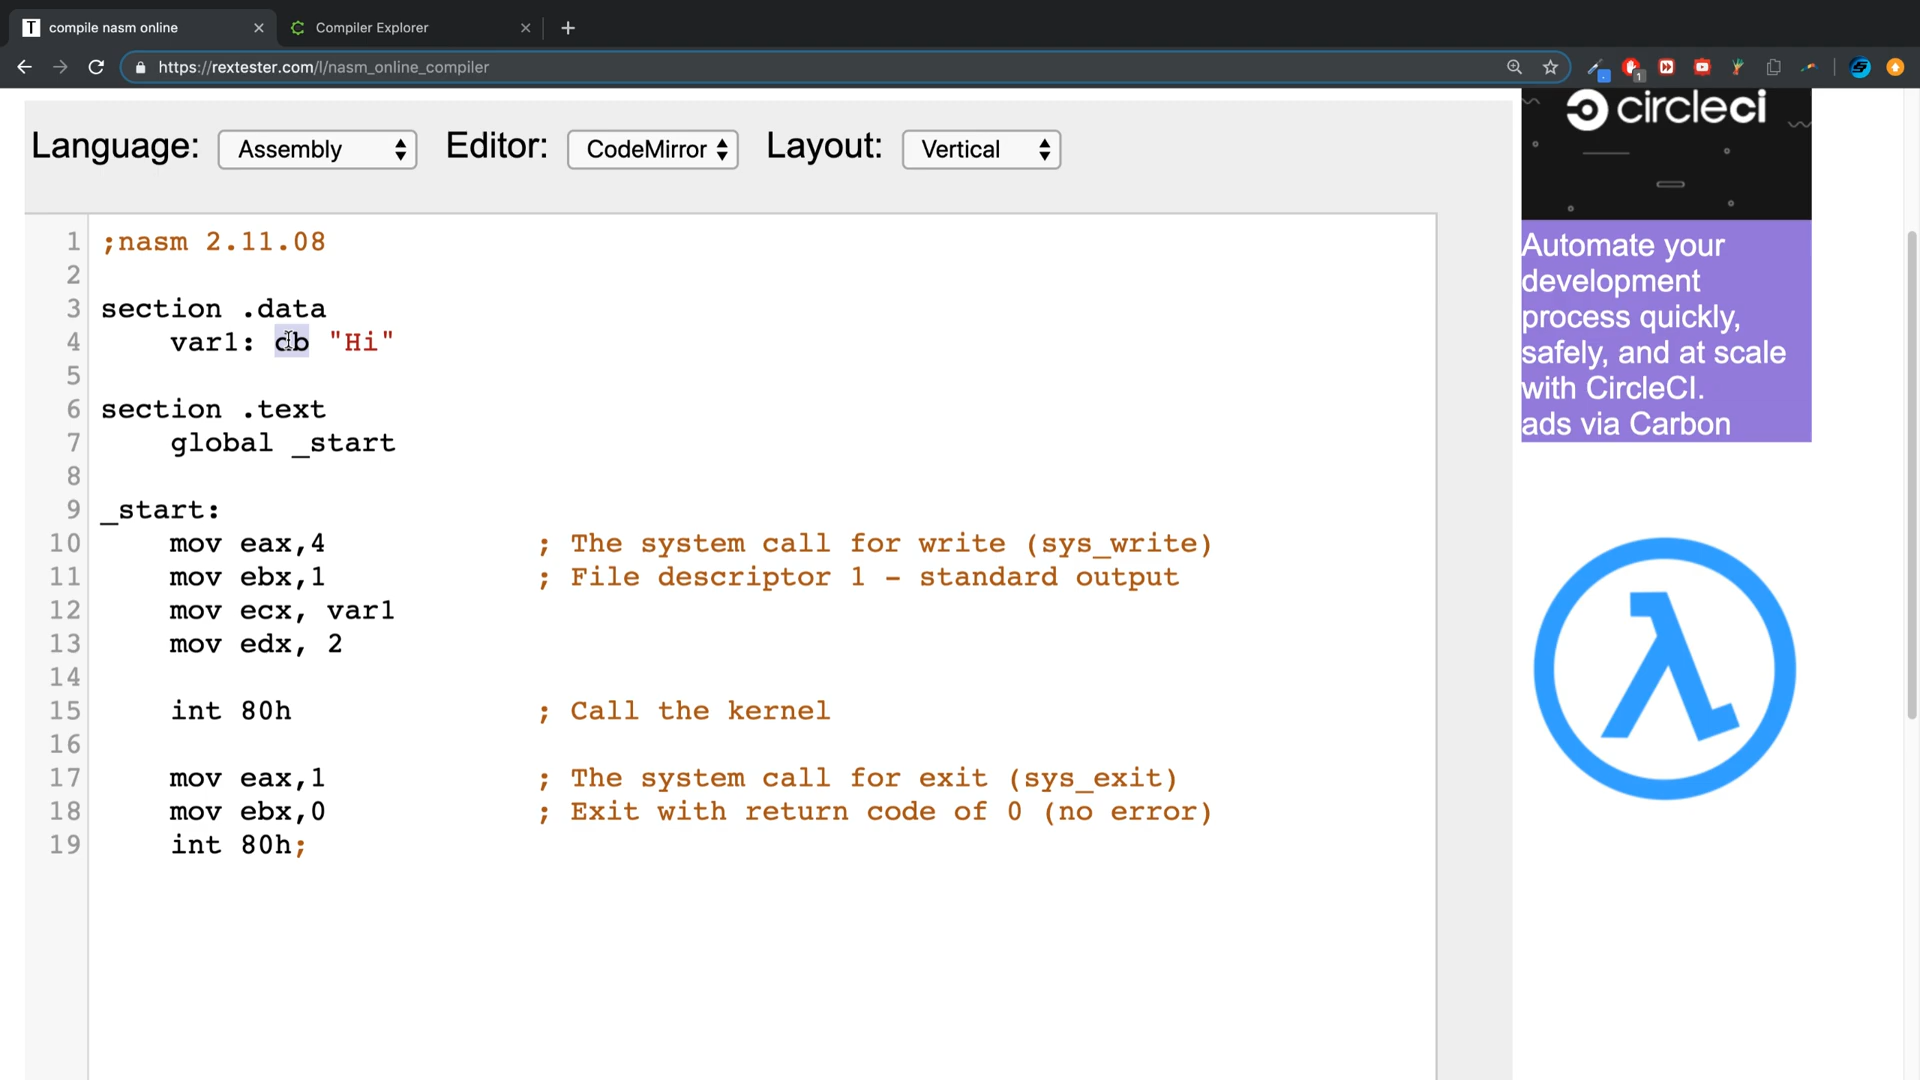 compile nasm online
Compiler Explorer
https://rextester.com/l/nasm_online_compiler
1
Language: Assembly Editor: CodeMirror Layout: Vertical
circleci
Automate your
development
process quickly,
safely, and at scale
with CircleCI.
ads via Carbon
1 ;nasm 2.11.08
2
3 section .data
4 var1: db "Hi"
5
6 section .text
7 global _start
8
9 _start:
10 mov eax,4 ; The system call for write (sys_write)
11 mov ebx,1 ; File descriptor 1 - standard output
12 mov ecx, var1
13 mov edx, 2
14
15 int 80h ; Call the kernel
16
17 mov eax,1 ; The system call for exit (sys_exit)
18 mov ebx,0 ; Exit with return code of 0 (no error)
19 int 80h;